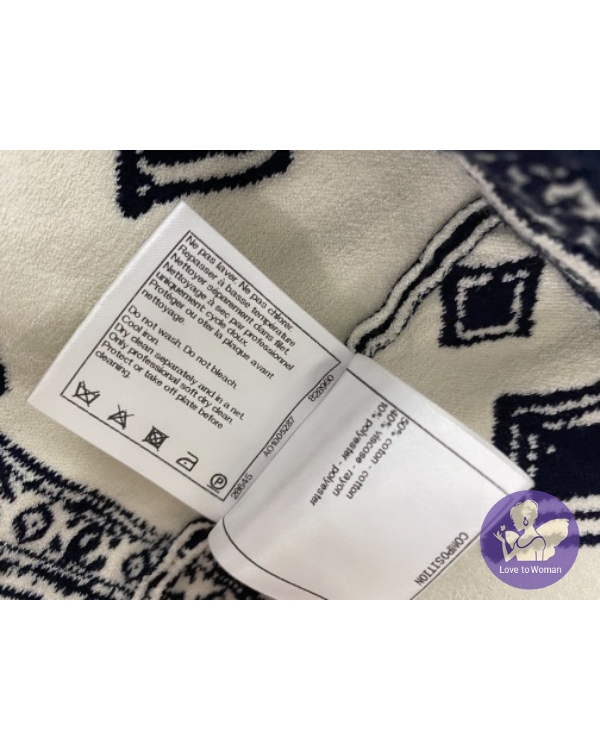 Ne pas laver. Ne pas chlorer.
Repasser à basse température
Nettoyer séparément dans filet
Nettoyage à sec par professionnel
uniquement cycle doux.
Protéger ou oter la plaque avant
nettoyage.
Do not wash. Do not bleach.
Cool iron.
Dry clean separately and in a net.
Only professional soft dry clean.
Protect or take off plate before
cleaning.
P
COMPOSITION
50% coton - cotton
40% viscose - rayon
10% polyester - polyester
Love to Woman